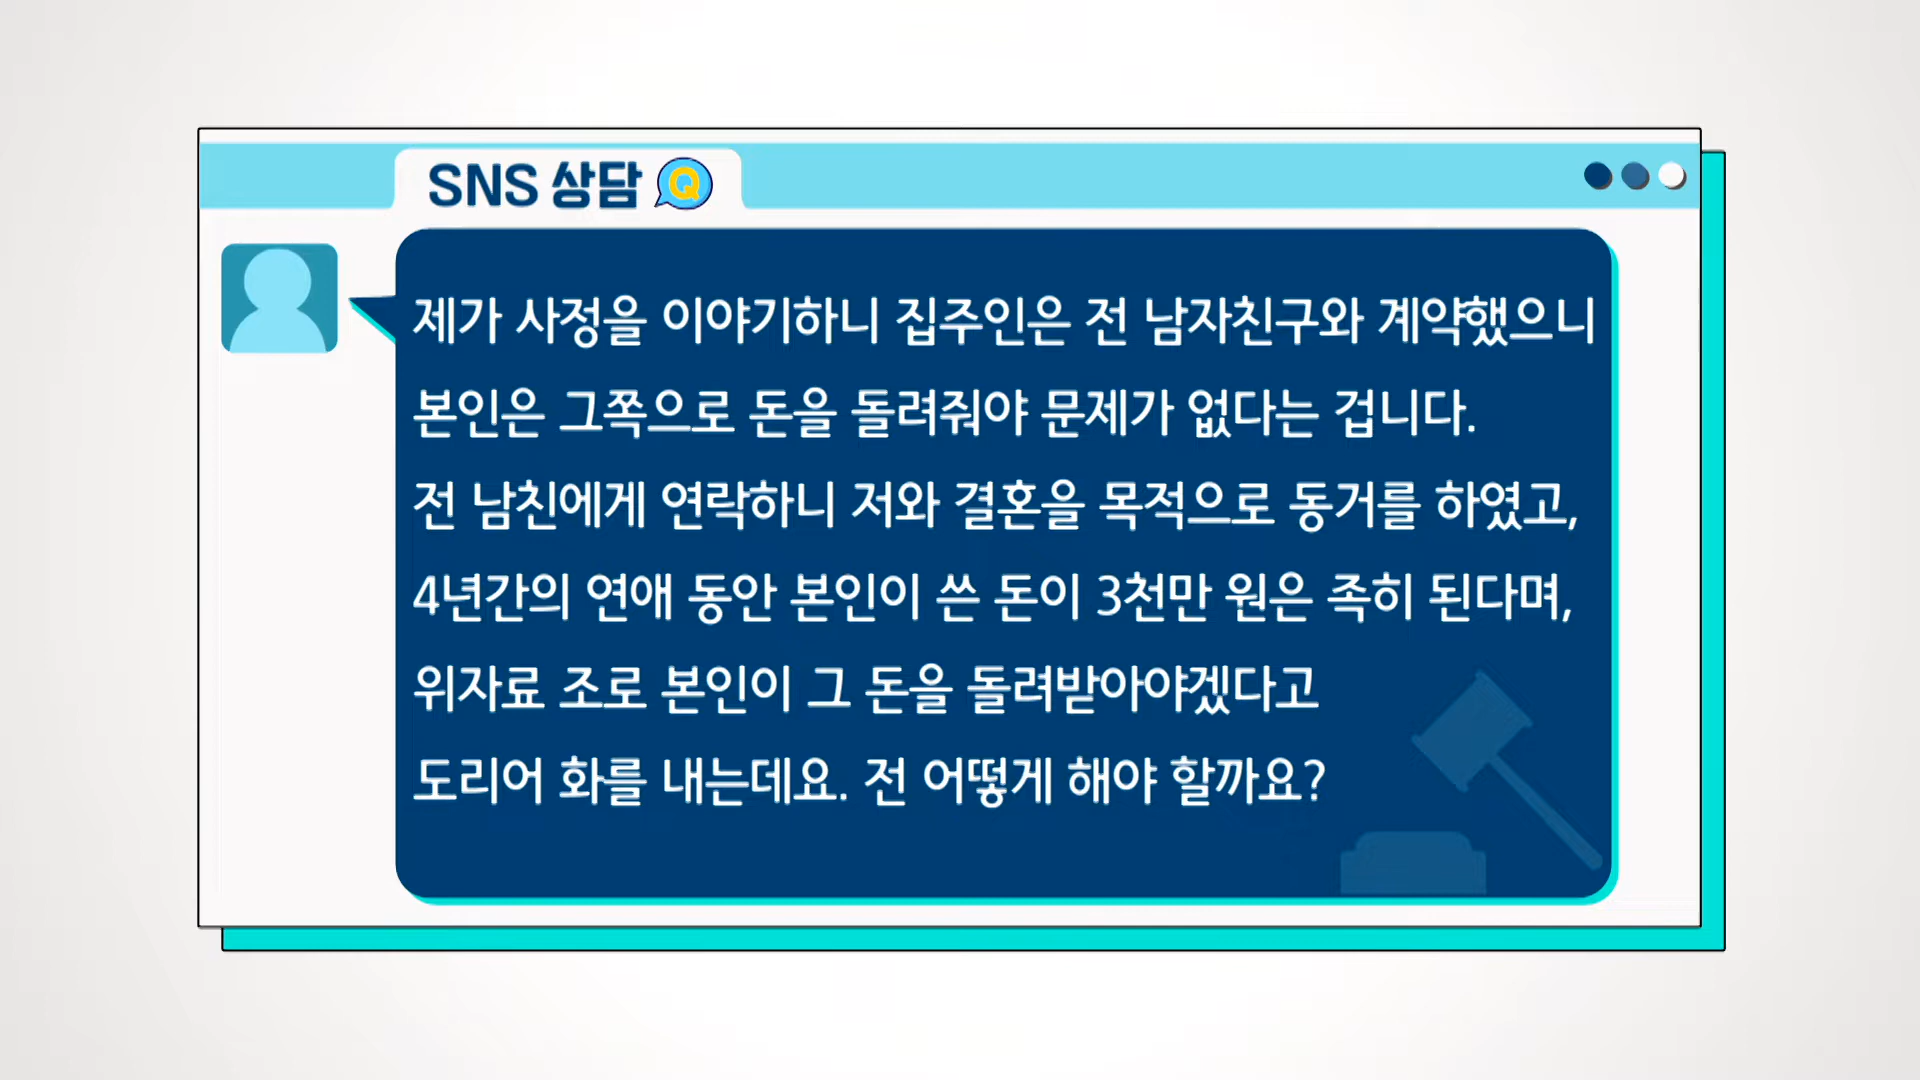 SNS 상담 Q
제가 사정을 이야기하니 집주인은 전 남자친구와 계약했으니
본인은 그쪽으로 돈을 돌려줘야 문제가 없다는 겁니다.
전 남친에게 연락하니 저와 결혼을 목적으로 동거를 하였고,
4년간의 연애 동안 본인이 쓴 돈이 3천만 원은 족히 된다며,
위자료 조로 본인이 그 돈을 돌려받아야겠다고
도리어 화를 내는데요. 전 어떻게 해야 할까요?